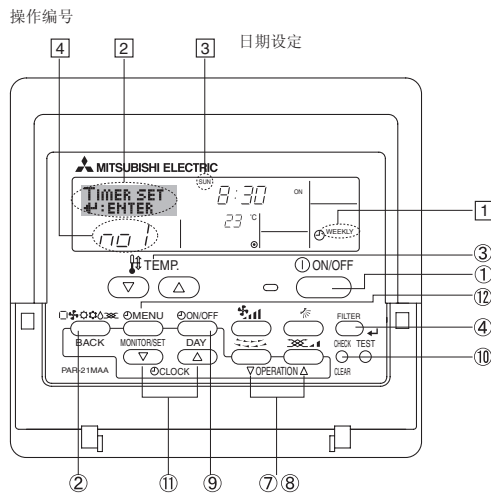 操作编号
4 2 3 日期设定
MITSUBISHI ELECTRIC
TIMER SET
↵:ENTER
SUN
8:30 ON
23 °C
no 1
WEEKLY
1
TEMP.
ON/OFF
③
①
⑫
④
⑩
MENU ON/OFF FILTER
BACK MONITOR/SET DAY CHECK TEST
PAR-21MAA CLOCK ▽OPERATION△ CLEAR
② ⑪ ⑨ ⑦ ⑧